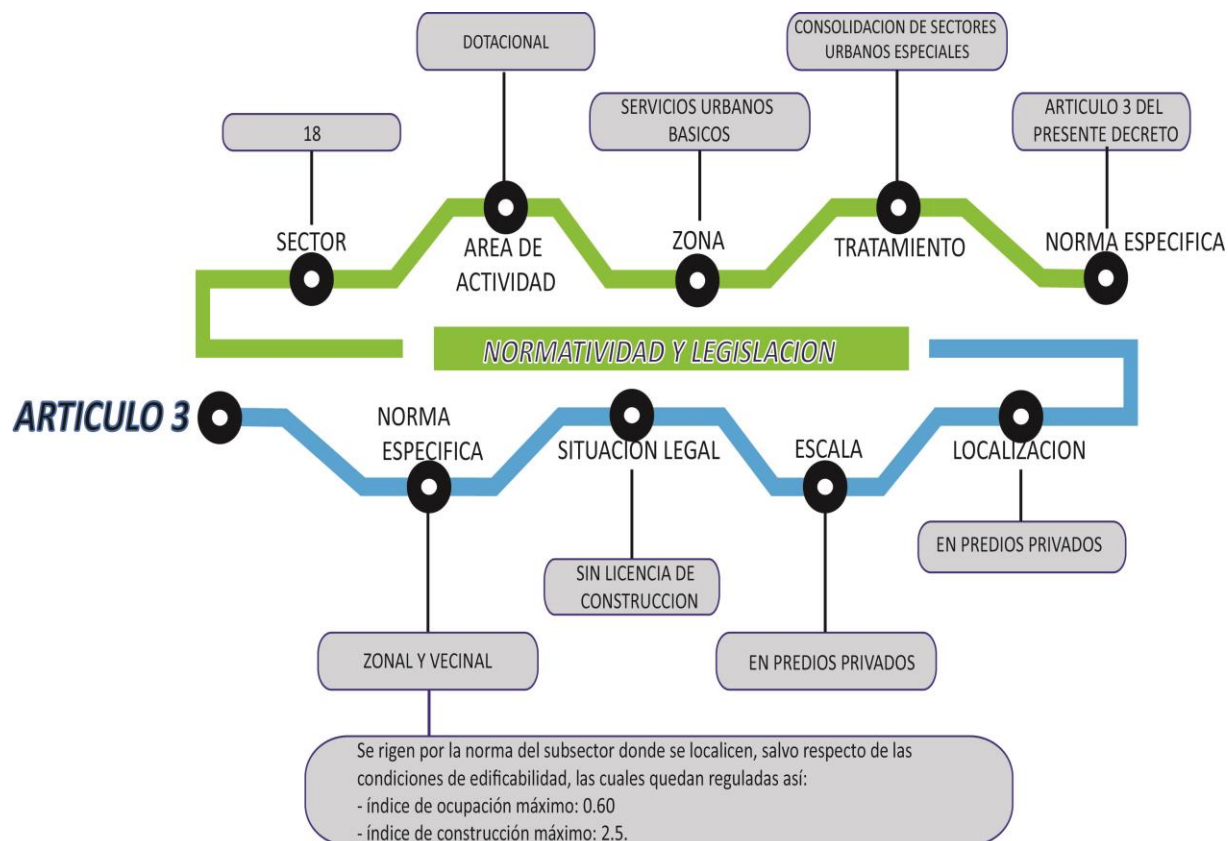 DOTACIONAL
CONSOLIDACION DE SECTORES
URBANOS ESPECIALES
18
SERVICIOS URBANOS
BASICOS
ARTICULO 3 DEL
PRESENTE DECRETO
SECTOR
AREA DE
ACTIVIDAD
ZONA
TRATAMIENTO
NORMA ESPECIFICA
NORMATIVIDAD Y LEGISLACION
ARTICULO 3
NORMA
ESPECIFICA
SITUACION LEGAL
ESCALA
LOCALIZACION
EN PREDIOS PRIVADOS
SIN LICENCIA DE
CONSTRUCCION
ZONAL Y VECINAL
EN PREDIOS PRIVADOS
Se rigen por la norma del subsector donde se localicen, salvo respecto de las
condiciones de edificabilidad, las cuales quedan reguladas así:
- índice de ocupación máximo: 0.60
- índice de construcción máximo: 2.5.